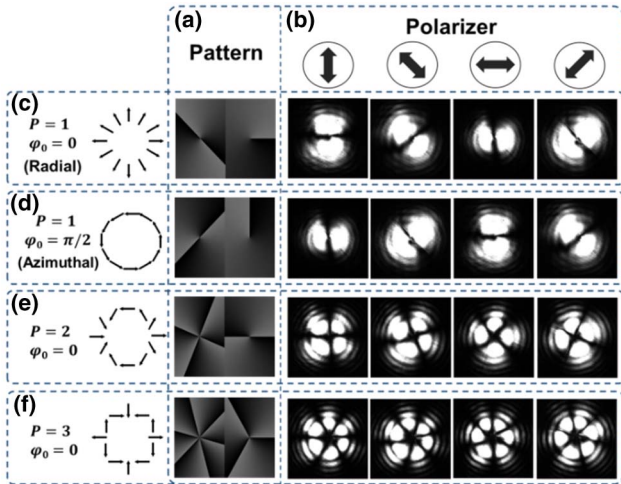 (a)
(b)
Pattern
Polarizer
(c)
P = 1
φ₀ = 0
(Radial)
(d)
P = 1
φ₀ = π/2
(Azimuthal)
(e)
P = 2
φ₀ = 0
(f)
P = 3
φ₀ = 0